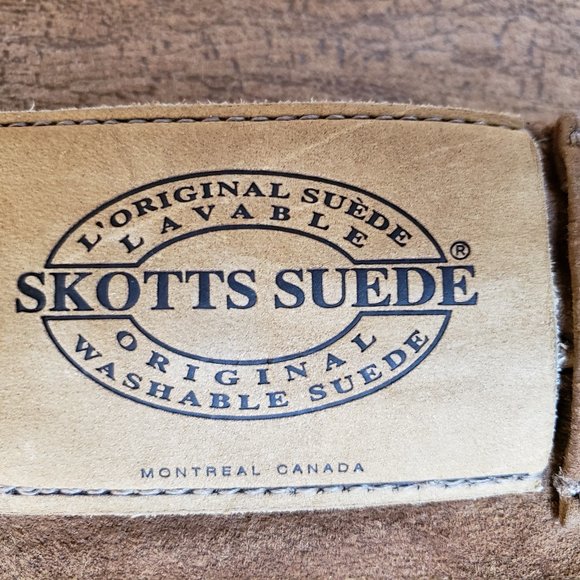 L'ORIGINAL SUÈDE
LAVABLE
SKOTTS SUEDE®
ORIGINAL
WASHABLE SUEDE
MONTREAL CANADA